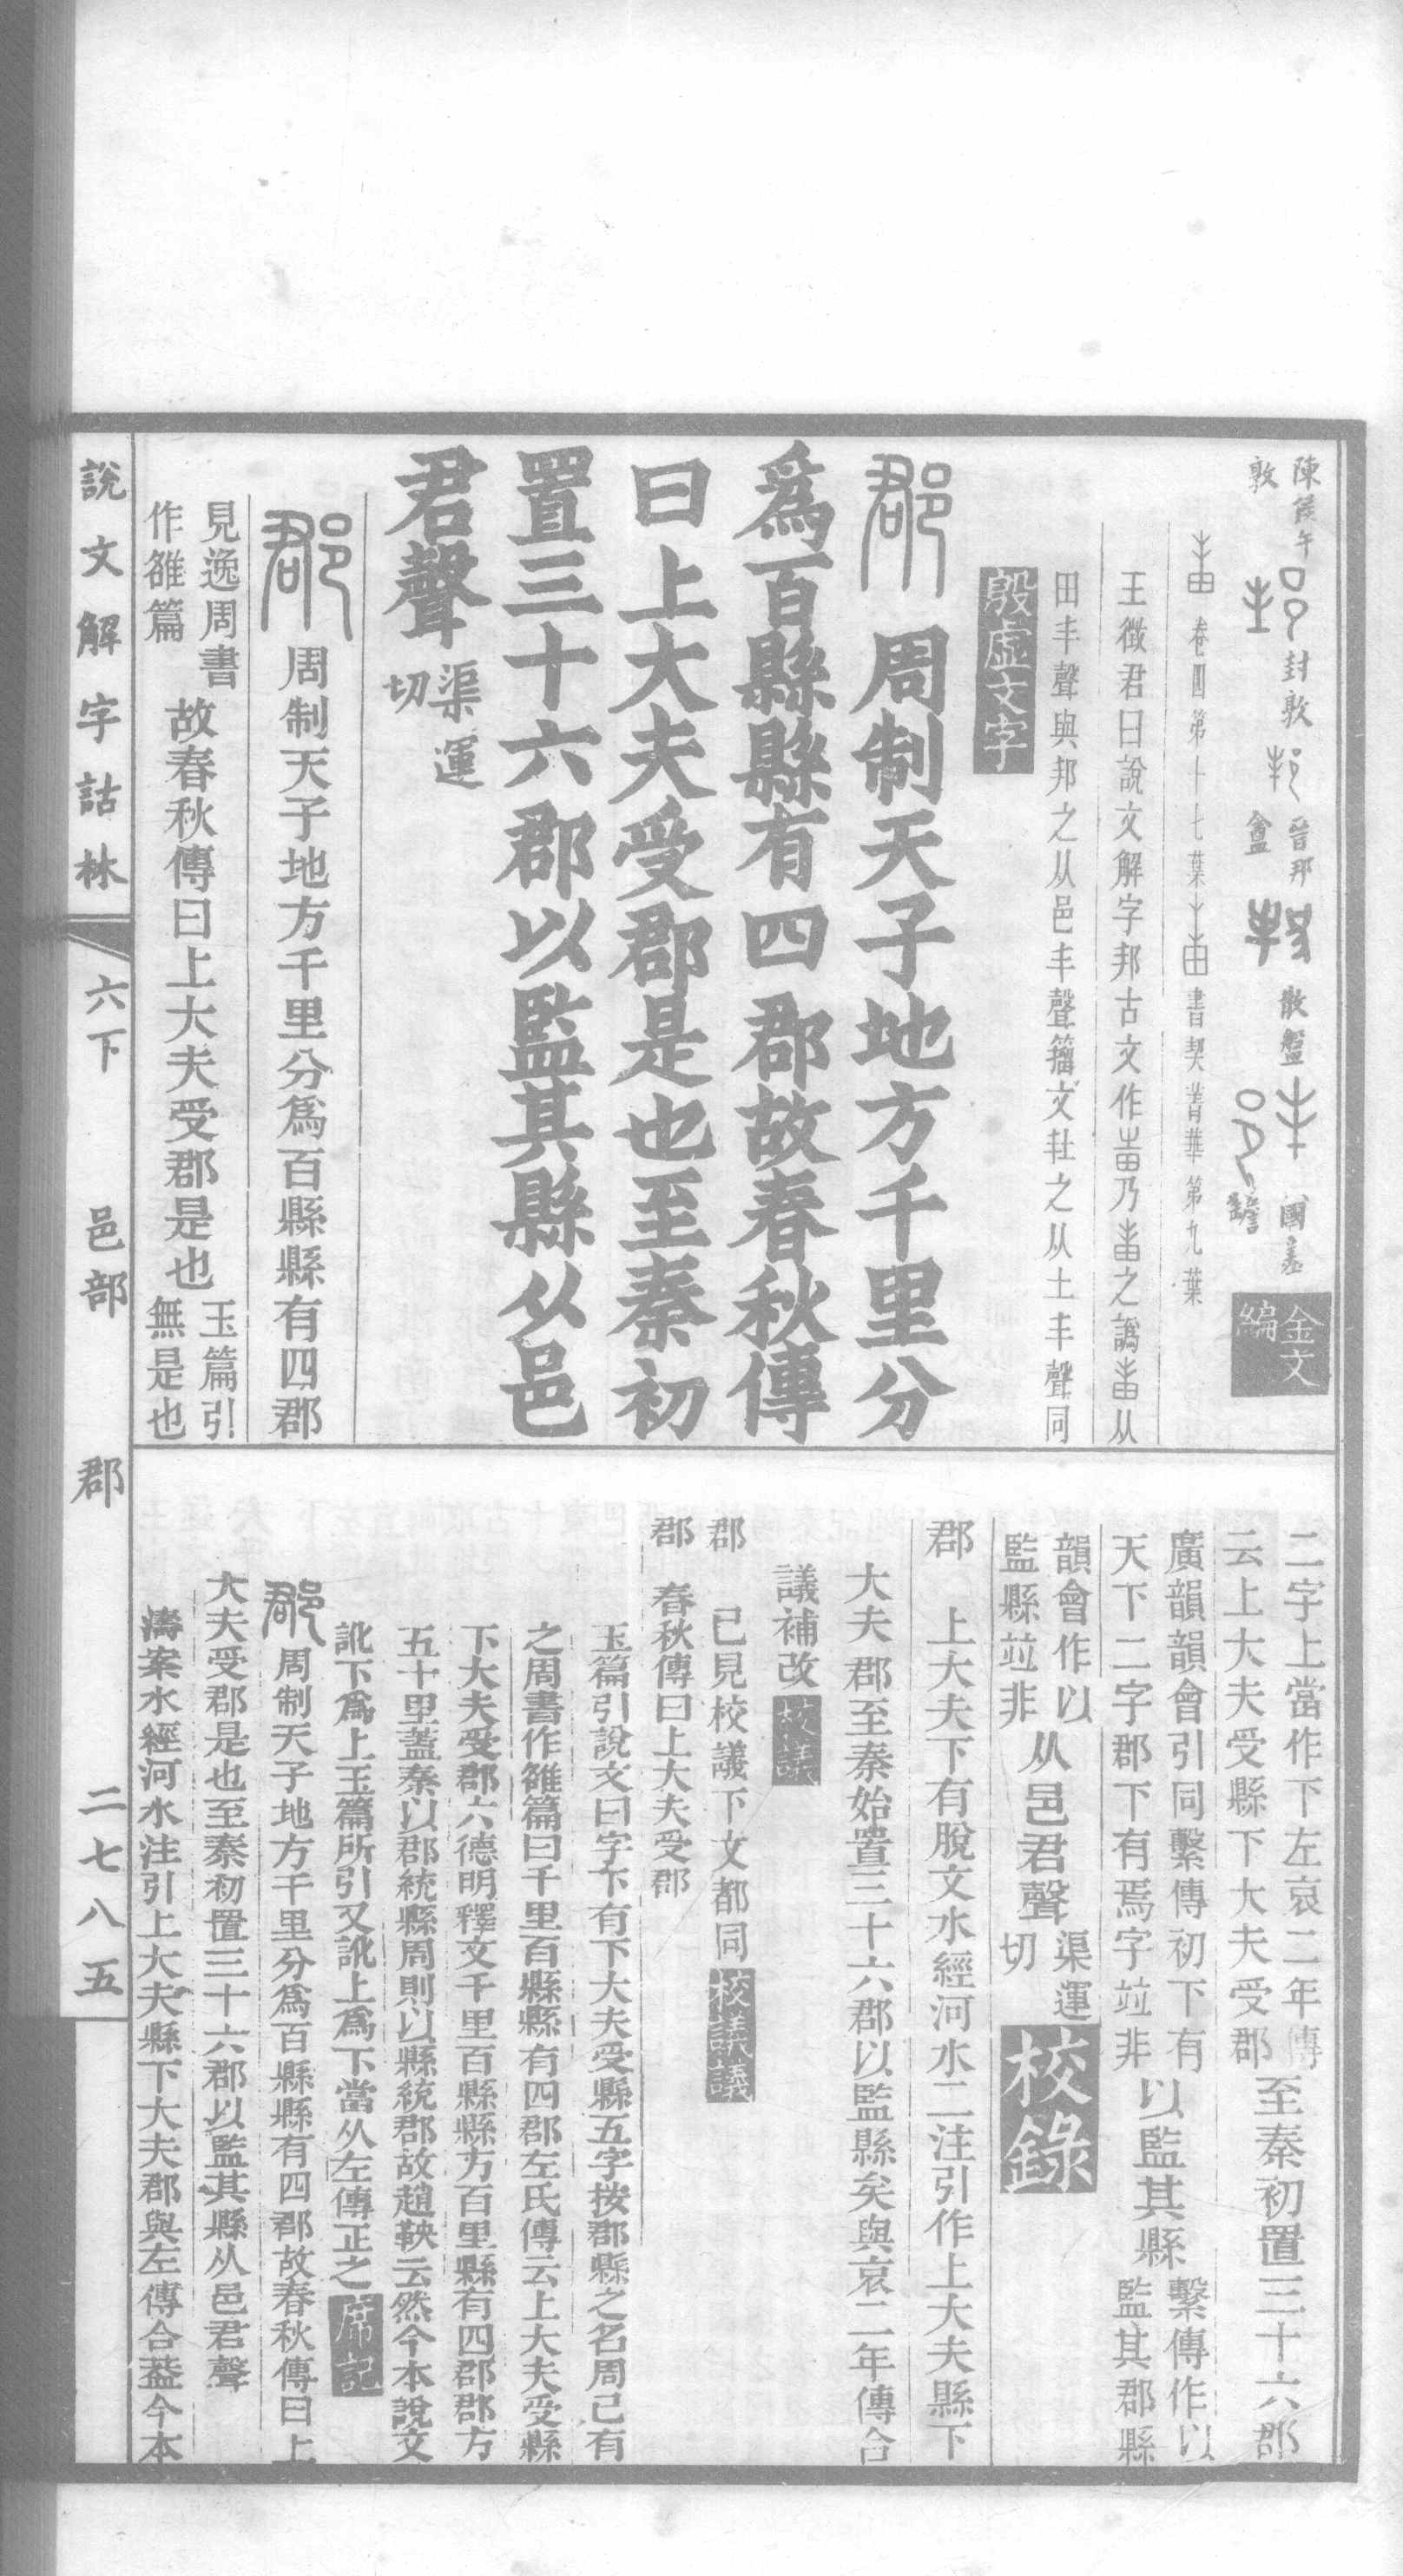 陳侯午敦
封敦
晉邦盦
散盤
國差𦉜
金文編
卷四第十七葉
書契菁華第九葉
王徵君曰說文解字邦古文作𤰫乃之譌从
田丰聲與邦之从邑丰聲籀文杜之从土丰聲同
殷虛文字
郡 周制天子地方千里分
爲百縣縣有四郡故春秋傳
曰上大夫受郡是也至秦初
置三十六郡以監其縣从邑
君聲渠運切
郡周制天子地方千里分爲百縣縣有四郡
見逸周書作雒篇故春秋傳曰上大夫受郡是也玉篇引無是也
二字上當作下左哀二年傳云上大夫受縣下大夫受郡至秦初置三十六郡
廣韻韻會引同繫傳初下有天下二字郡下有焉字竝非以監其縣繫傳作以監其郡縣
韻會作以監縣竝非从邑君聲渠運切校錄
郡 上大夫下有脫文水經河水二注引作上大夫縣下
大夫郡至秦始置三十六郡以監縣矣與哀二年傳合
議補改校議
郡 已見校議下文都同校議議
郡 春秋傳曰上大夫受郡
玉篇引說文曰字下有下大夫受縣五字按郡縣之名周已有
之周書作雒篇曰千里百縣縣有四郡左氏傳云上大夫受縣
下大夫受郡六德明釋文千里百縣縣方百里縣有四郡郡方
五十里蓋秦以郡統縣周則以縣統郡故趙鞅云然今本說文
訛下爲上玉篇所引又訛上爲下當从左傳正之席記
郡周制天子地方千里分爲百縣縣有四郡故春秋傳曰上
大夫受郡是也至秦初置三十六郡以監其縣从邑君聲
濤案水經河水注引上大夫縣下大夫郡與左傳合葢今本
說文解字詁林
六下
邑部
郡
二七八五